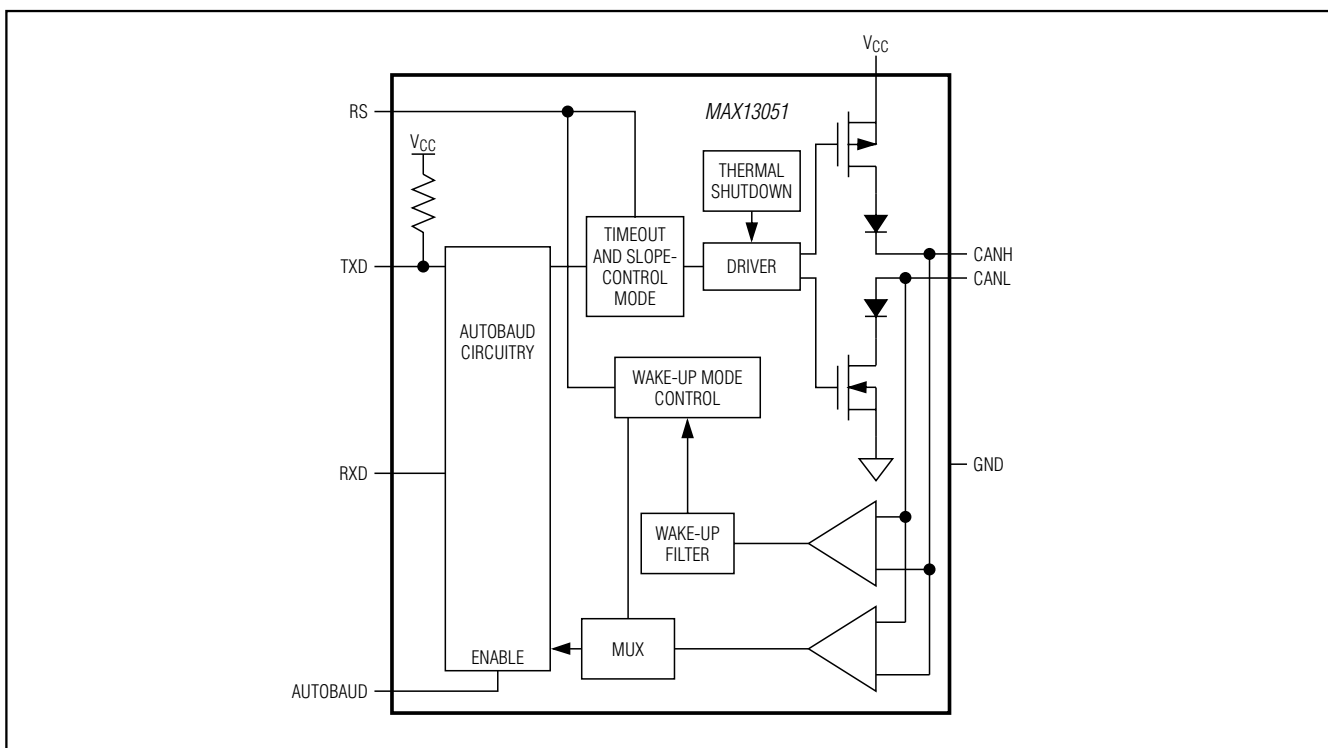 VCC
RS
MAX13051
VCC
THERMAL
SHUTDOWN
TIMEOUT
AND SLOPE-
CONTROL
MODE
DRIVER
CANH
TXD
CANL
AUTOBAUD
CIRCUITRY
WAKE-UP MODE
CONTROL
RXD
GND
WAKE-UP
FILTER
MUX
ENABLE
AUTOBAUD